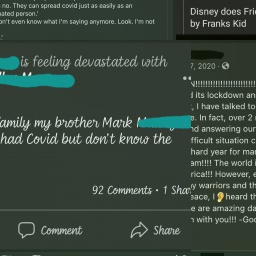 no. They can spread covid just as easily as an
ated person.'
on't even know what I'm saying anymore. Look. I'm not
is feeling devastated with
family my brother Mark
had Covid but don't know the
92 Comments • 1 Sha
Comment
Share
Disney does Fri
by Franks Kid
7, 2020
N!!!!!!!!!!!!!!!!!!!!!!!!!!!!
d its lockdown an
, I have talked to
e. In fact, over 2
nd answering our
fficult situation c
hard year for mar
am!!!! The world i
rica!!! However, e
y warriors and th
eace, I heard th
e are amazing da
n with you!!! -Go